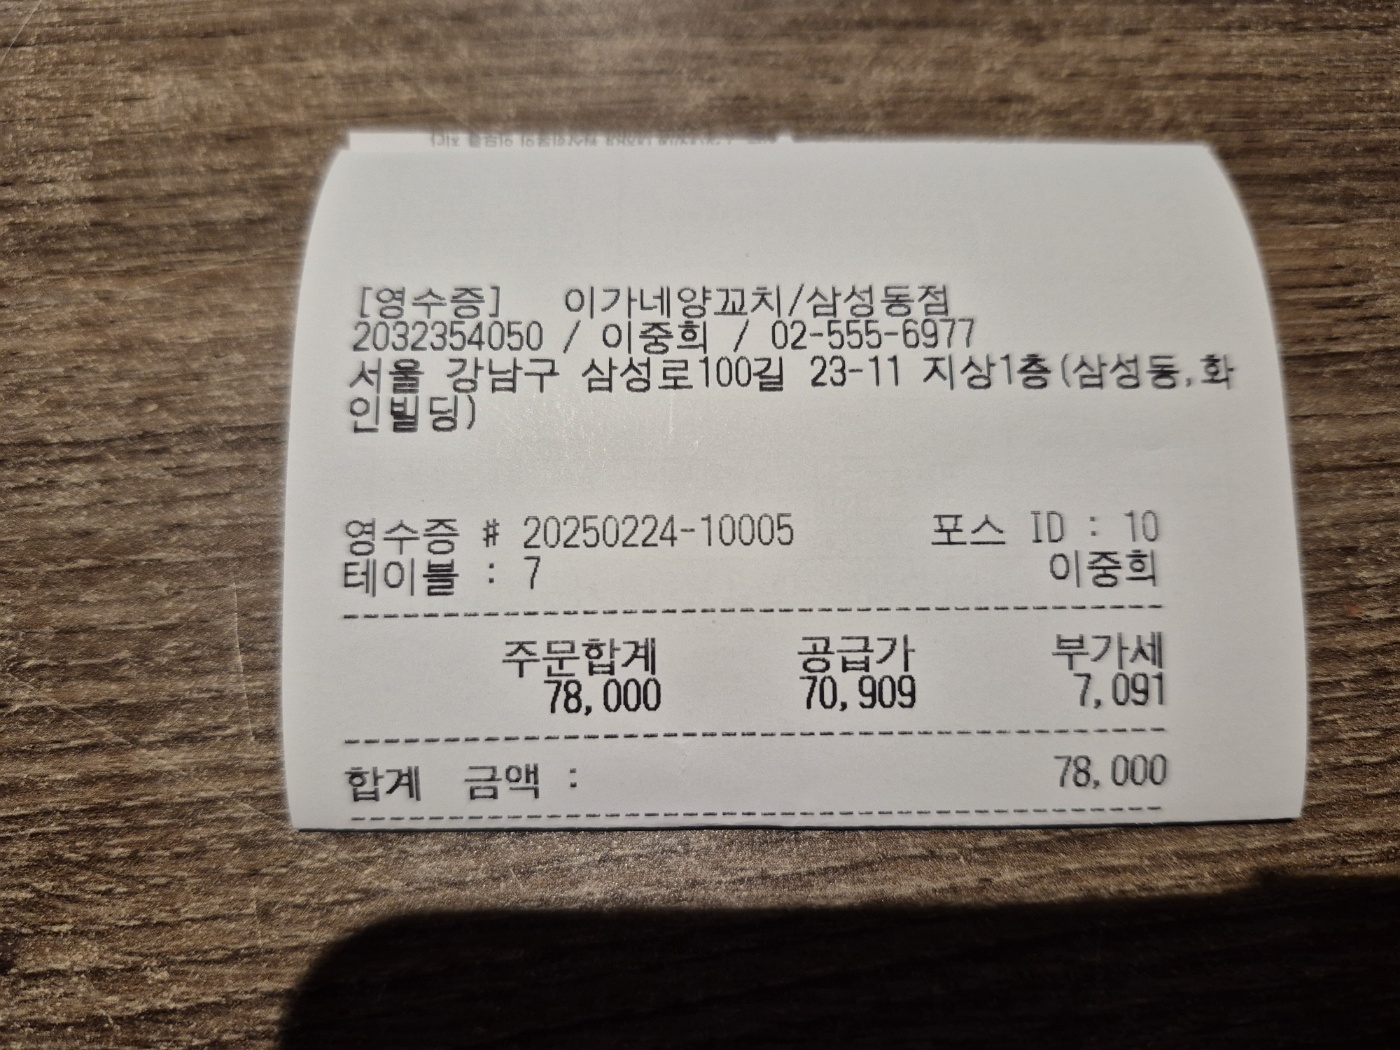 [영수증] 이가네양꼬치/삼성동점
2032354050 / 이중희 / 02-555-6977
서울 강남구 삼성로100길 23-11 지상1층(삼성동,화
인빌딩)
영수증 # 20250224-10005 포스 ID : 10
테이블 : 7 이중희
주문합계 공급가 부가세
78,000 70,909 7,091
합계 금액 : 78,000